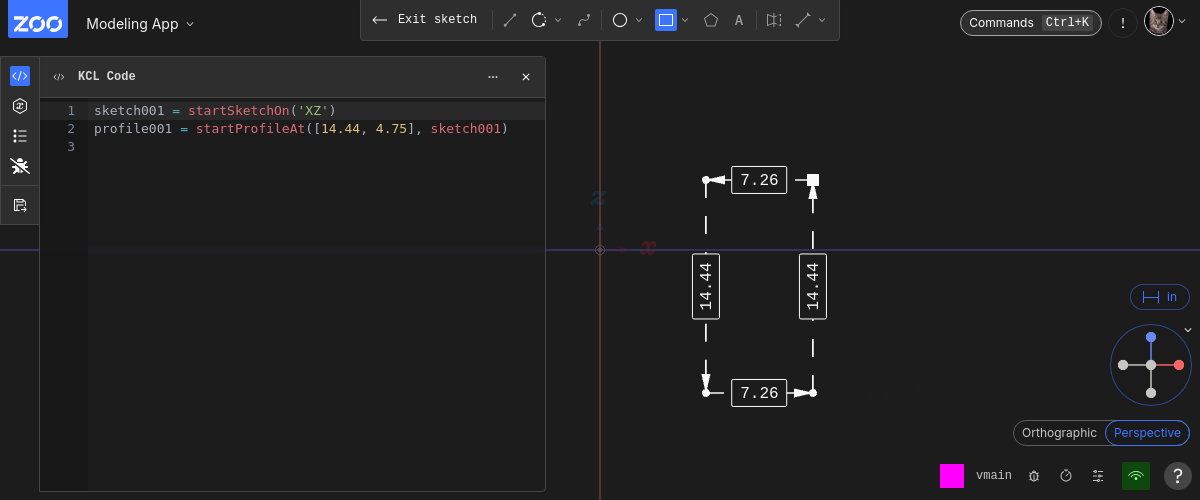 ZOO
Modeling App
Exit sketch
A
Commands Ctrl+K
!
KCL Code
1 sketch001 = startSketchOn('XZ')
2 profile001 = startProfileAt([14.44, 4.75], sketch001)
3
7.26
z
x
14.44
14.44
7.26
in
Orthographic Perspective
vmain
?